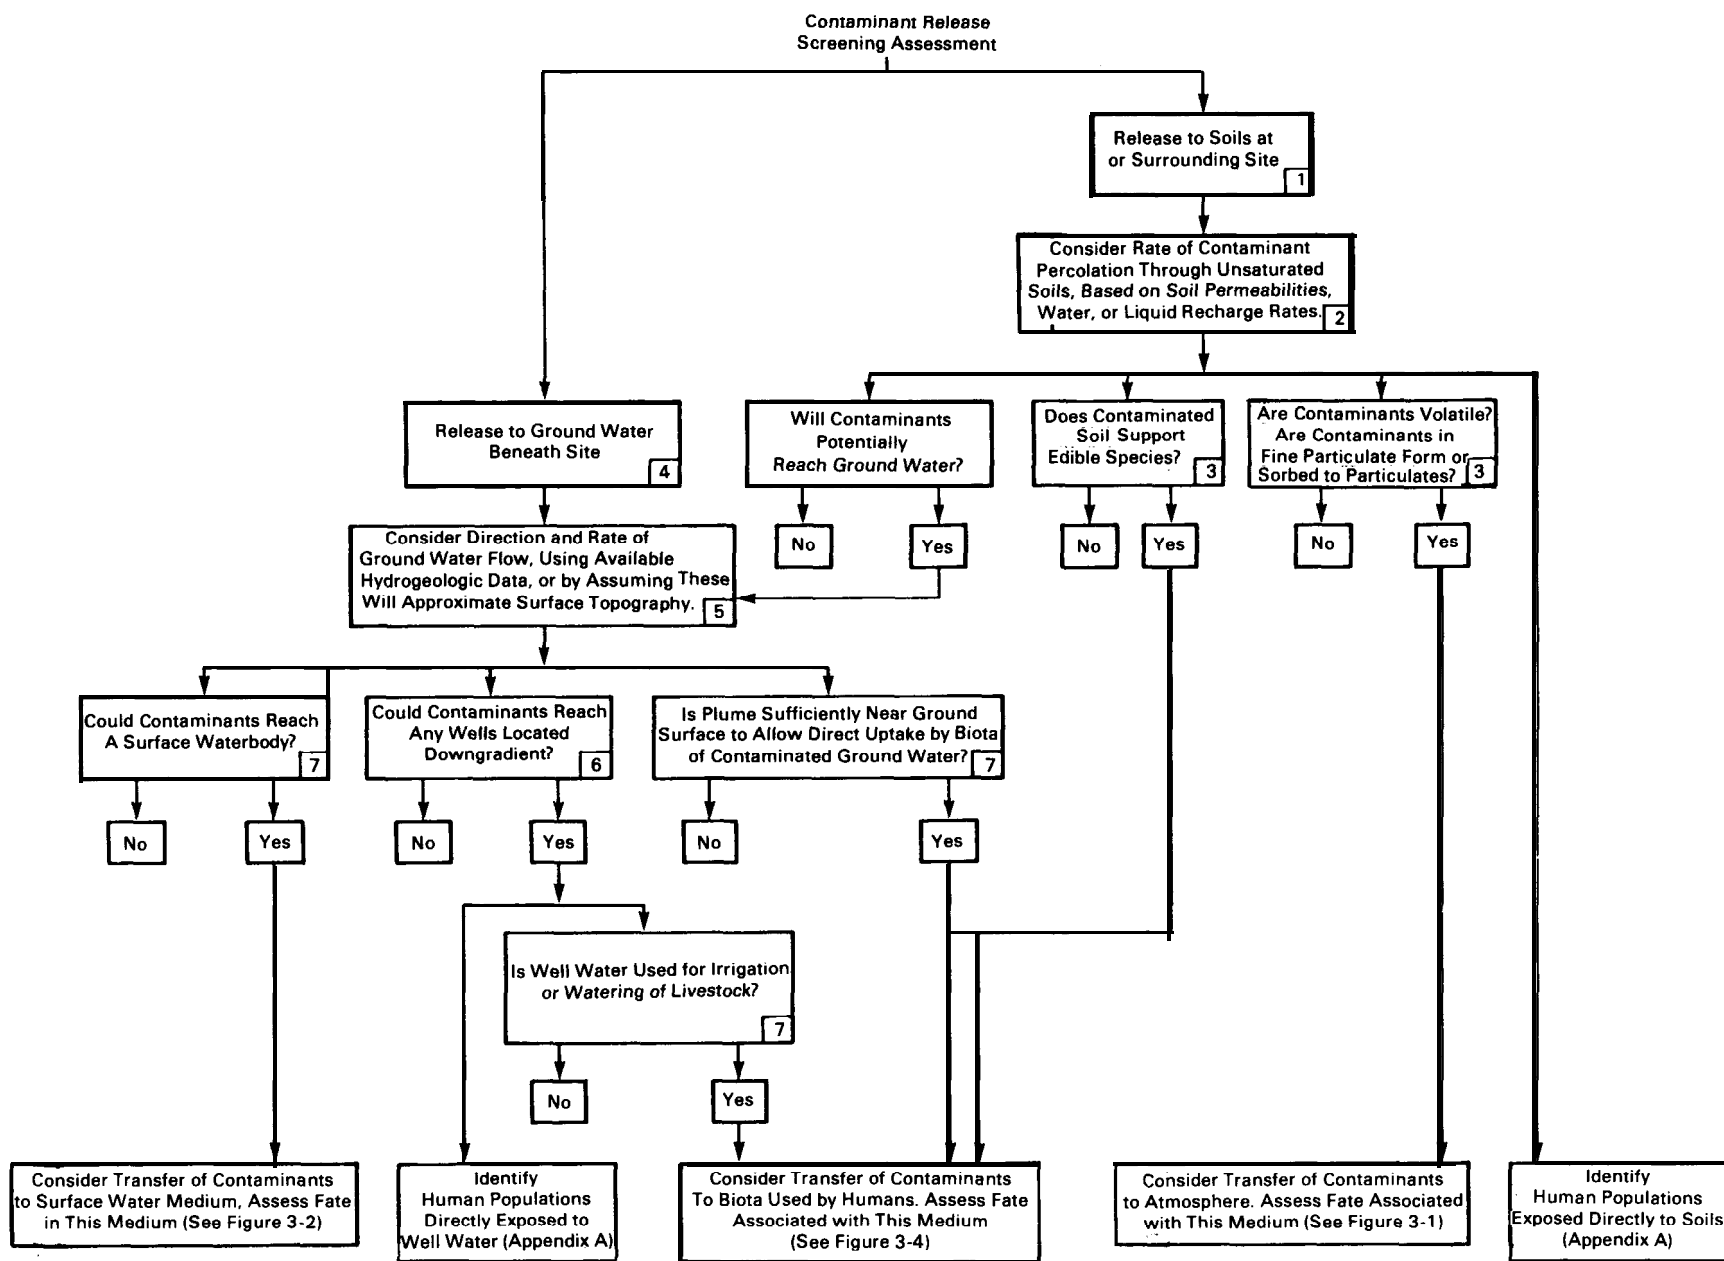 Contaminant Release
Screening Assessment
Release to Soils at
or Surrounding Site
1
Consider Rate of Contaminant
Percolation Through Unsaturated
Soils, Based on Soil Permeabilities,
Water, or Liquid Recharge Rates.
2
Release to Ground Water
Beneath Site
4
Will Contaminants
Potentially
Reach Ground Water?
Does Contaminated
Soil Support
Edible Species?
3
Are Contaminants Volatile?
Are Contaminants in
Fine Particulate Form or
Sorbed to Particulates?
3
No
Yes
No
Yes
No
Yes
Consider Direction and Rate of
Ground Water Flow, Using Available
Hydrogeologic Data, or by Assuming These
Will Approximate Surface Topography.
5
Could Contaminants Reach
A Surface Waterbody?
7
Could Contaminants Reach
Any Wells Located
Downgradient?
6
Is Plume Sufficiently Near Ground
Surface to Allow Direct Uptake by Biota
of Contaminated Ground Water?
7
No
Yes
No
Yes
No
Yes
Is Well Water Used for Irrigation
or Watering of Livestock?
7
No
Yes
Consider Transfer of Contaminants
to Surface Water Medium, Assess Fate
in This Medium (See Figure 3-2)
Identify
Human Populations
Directly Exposed to
Well Water (Appendix A)
Consider Transfer of Contaminants
To Biota Used by Humans. Assess Fate
Associated with This Medium
(See Figure 3-4)
Consider Transfer of Contaminants
to Atmosphere. Assess Fate Associated
with This Medium (See Figure 3-1)
Identify
Human Populations
Exposed Directly to Soils
(Appendix A)